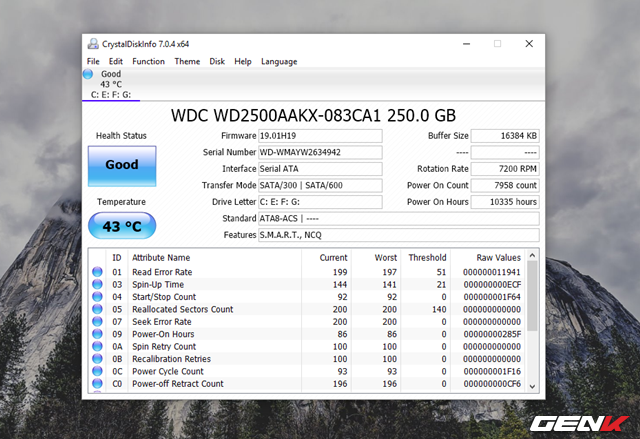 CrystalDiskInfo 7.0.4 x64
File Edit Function Theme Disk Help Language
Good
43 °C
C: E: F: G:
WDC WD2500AAKX-083CA1 250.0 GB
Health Status
Good
Temperature
43 °C
Firmware 19.01H19 Buffer Size 16384 KB
Serial Number WD-WMAYW2634942 ---- ----
Interface Serial ATA Rotation Rate 7200 RPM
Transfer Mode SATA/300 | SATA/600 Power On Count 7958 count
Drive Letter C: E: F: G: Power On Hours 10335 hours
Standard ATA8-ACS | ----
Features S.M.A.R.T., NCQ
ID Attribute Name Current Worst Threshold Raw Values
01 Read Error Rate 199 197 51 000000011941
03 Spin-Up Time 144 141 21 000000000ECF
04 Start/Stop Count 92 92 0 000000001F64
05 Reallocated Sectors Count 200 200 140 000000000000
07 Seek Error Rate 200 200 0 000000000000
09 Power-On Hours 86 86 0 00000000285F
0A Spin Retry Count 100 100 0 000000000000
0B Recalibration Retries 100 100 0 000000000000
0C Power Cycle Count 93 93 0 000000001F16
C0 Power-off Retract Count 196 196 0 000000000CF6
GENK